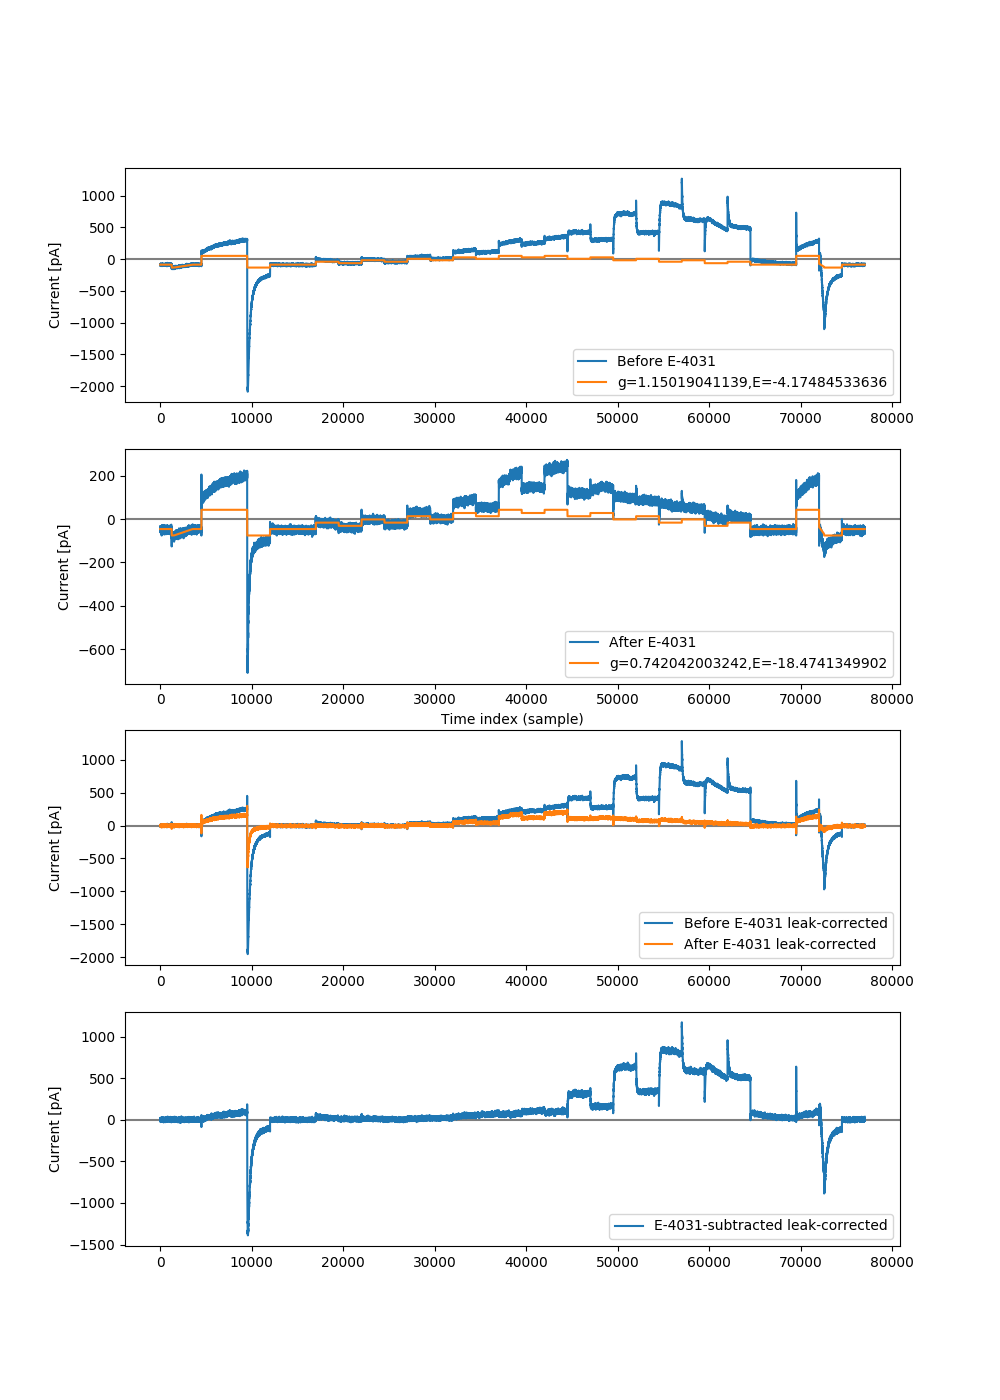 1000
500
0
−500
−1000
−1500
−2000
Current [pA]
Before E-4031
g=1.15019041139,E=-4.17484533636
0 10000 20000 30000 40000 50000 60000 70000 80000
200
0
−200
−400
−600
Current [pA]
After E-4031
g=0.742042003242,E=-18.4741349902
0 10000 20000 30000 40000 50000 60000 70000 80000
Time index (sample)
1000
500
0
−500
−1000
−1500
−2000
Current [pA]
Before E-4031 leak-corrected
After E-4031 leak-corrected
0 10000 20000 30000 40000 50000 60000 70000 80000
1000
500
0
−500
−1000
−1500
Current [pA]
E-4031-subtracted leak-corrected
0 10000 20000 30000 40000 50000 60000 70000 80000